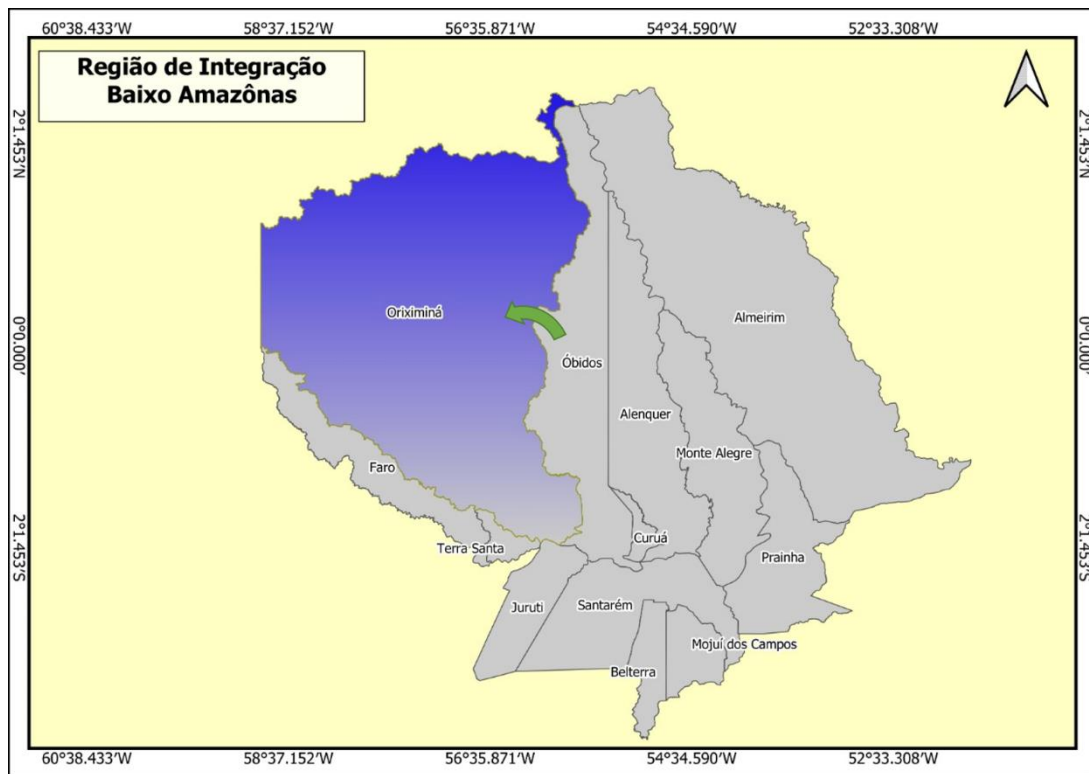 60°38.433'W 58°37.152'W 56°35.871'W 54°34.590'W 52°33.308'W
Região de Integração
Baixo Amazônas
2°1.453'N
2°1.453'N
Oriximiná
Almeirim
0°0.000'
0°0.000'
Óbidos
Alenquer
Monte Alegre
Faro
2°1.453'S
2°1.453'S
Curuá
Terra Santa
Prainha
Juruti
Santarém
Mojuí dos Campos
Belterra
60°38.433'W 58°37.152'W 56°35.871'W 54°34.590'W 52°33.308'W